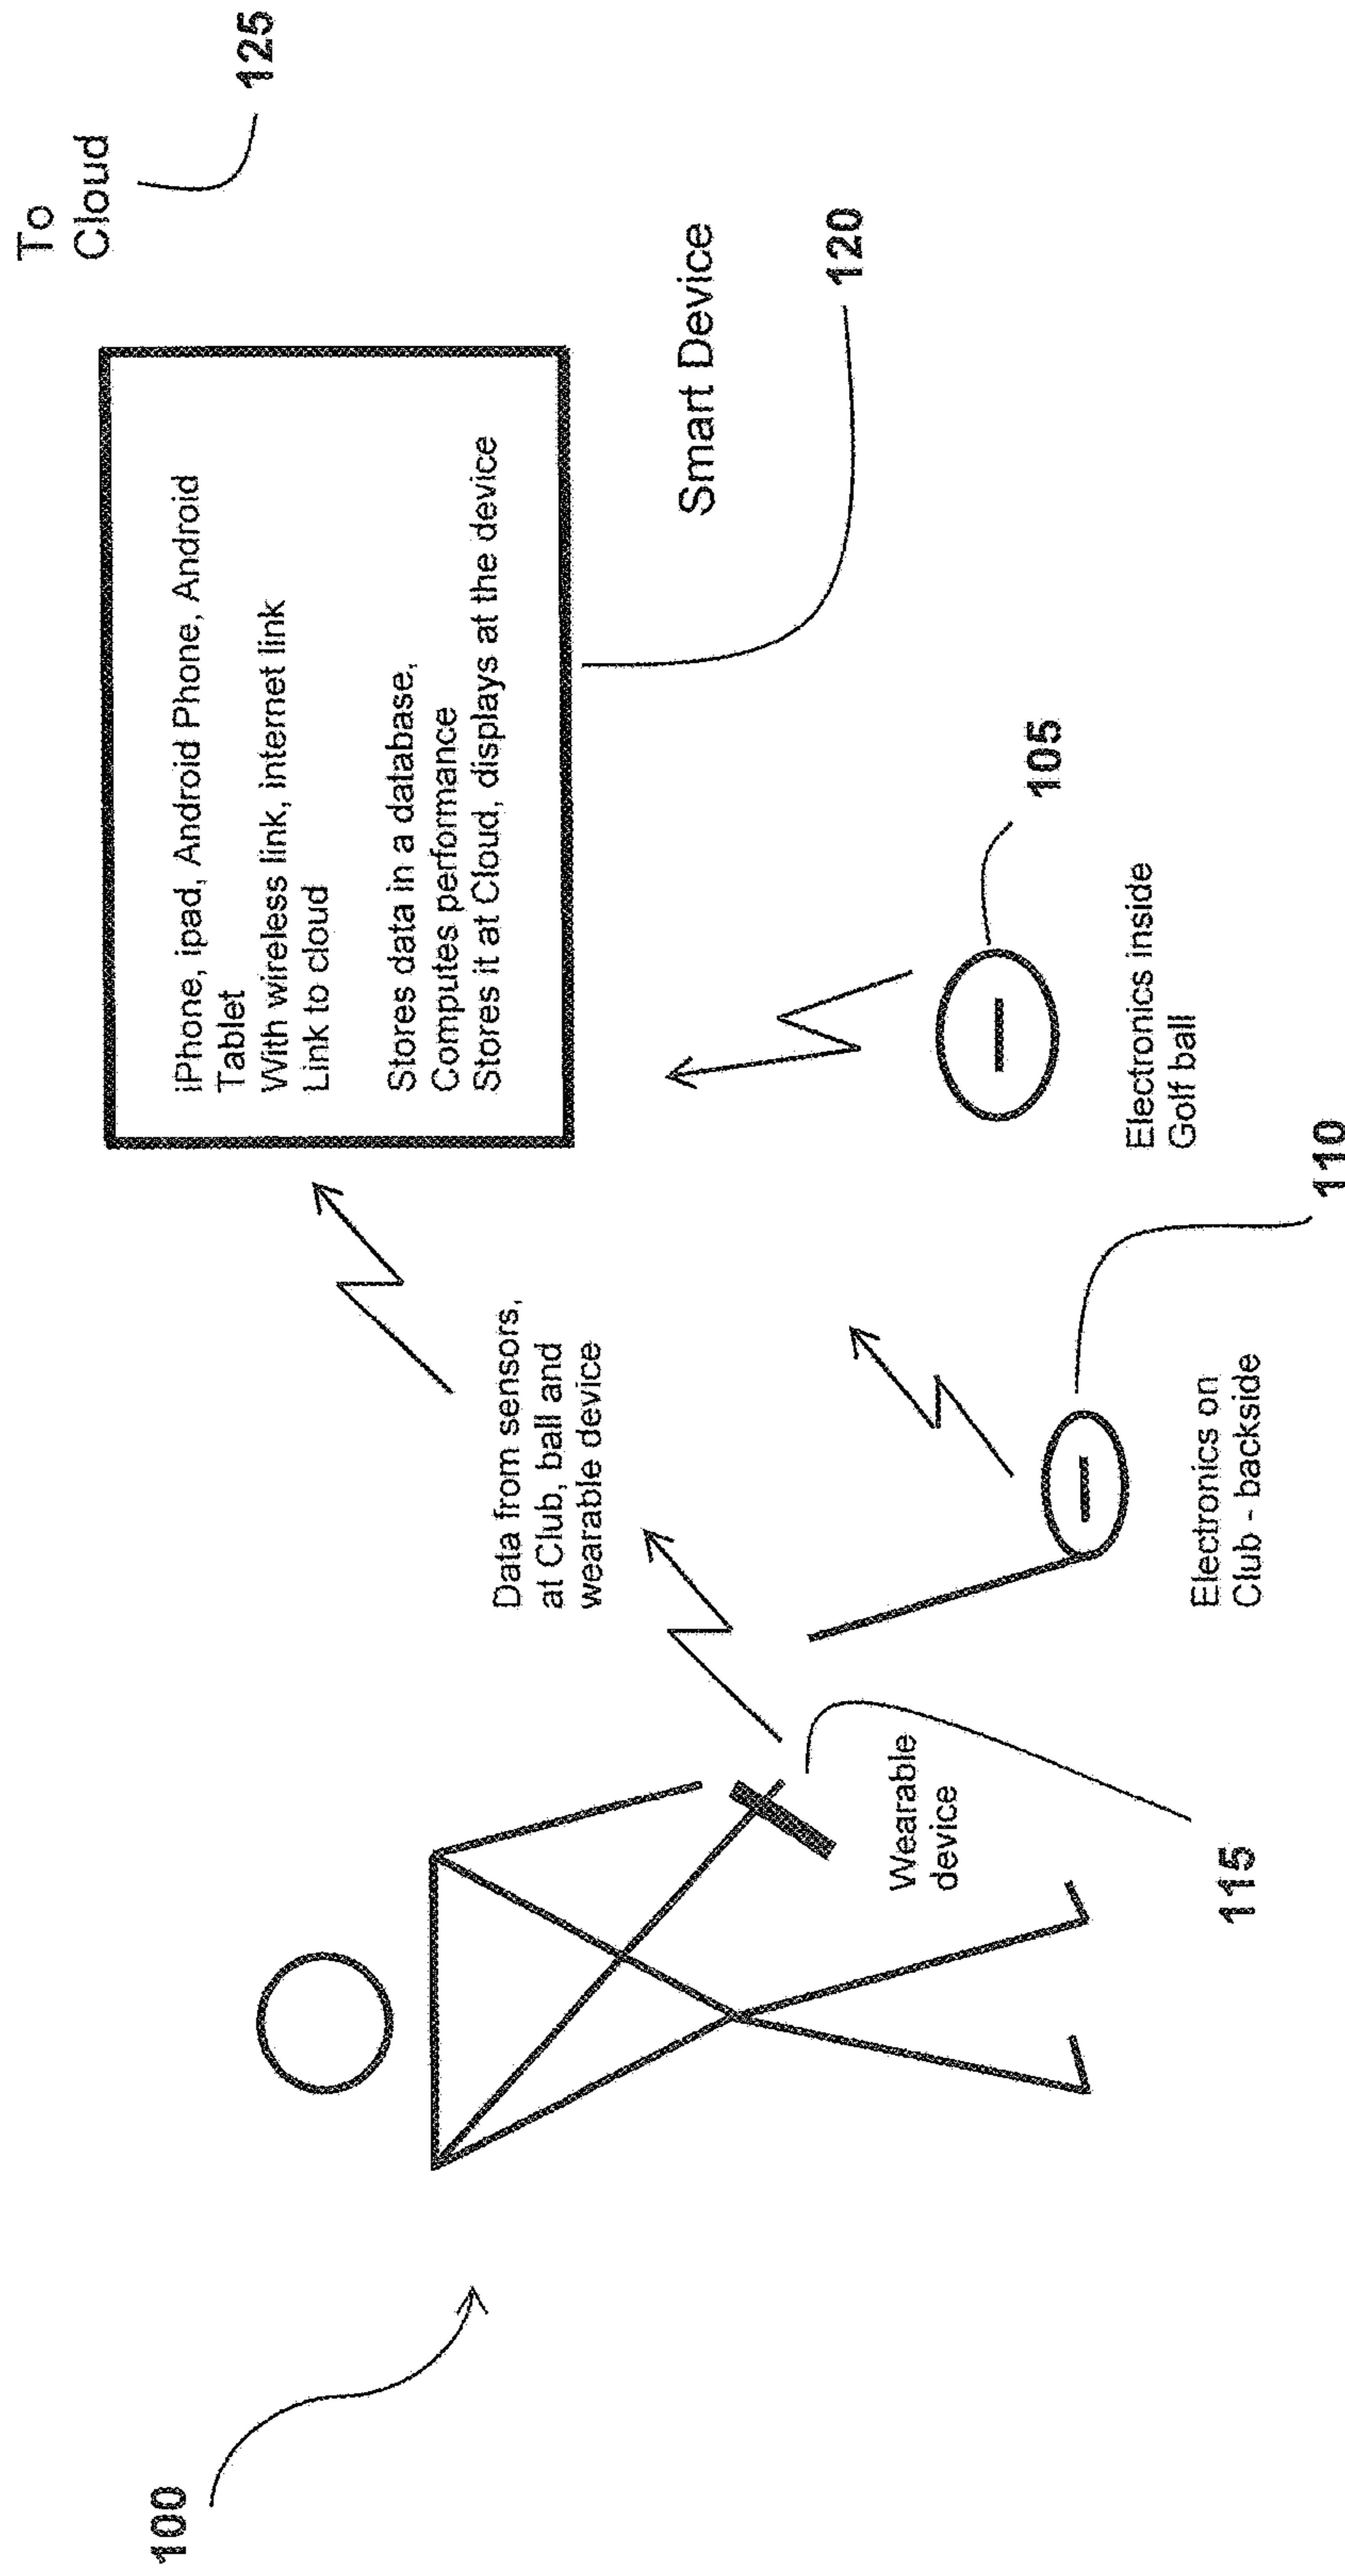 To
Cloud
125
iPhone, ipad, Android Phone, Android
Tablet
With wireless link, internet link
Link to cloud
Stores data in a database,
Computes performance
Stores it at Cloud, displays at the device
Smart Device
120
Data from sensors,
at Club, ball and
wearable device
100
Wearable
device
115
Electronics on
Club - backside
110
Electronics inside
Golf ball
105